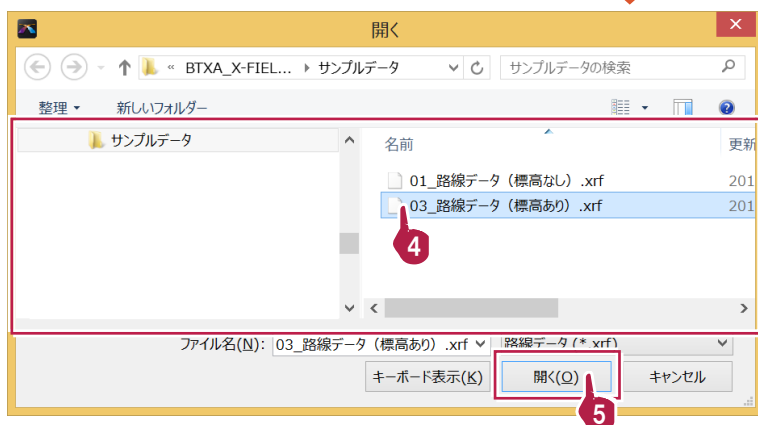 開く
« BTXA_X-FIEL... サンプルデータ サンプルデータの検索
整理 新しいフォルダー
サンプルデータ
名前 更新
01_路線データ（標高なし）.xrf 201
03_路線データ（標高あり）.xrf 201
4
ファイル名(N): 03_路線データ（標高あり）.xrf 路線データ (*.xrf)
キーボード表示(K) 開く(O) キャンセル
5